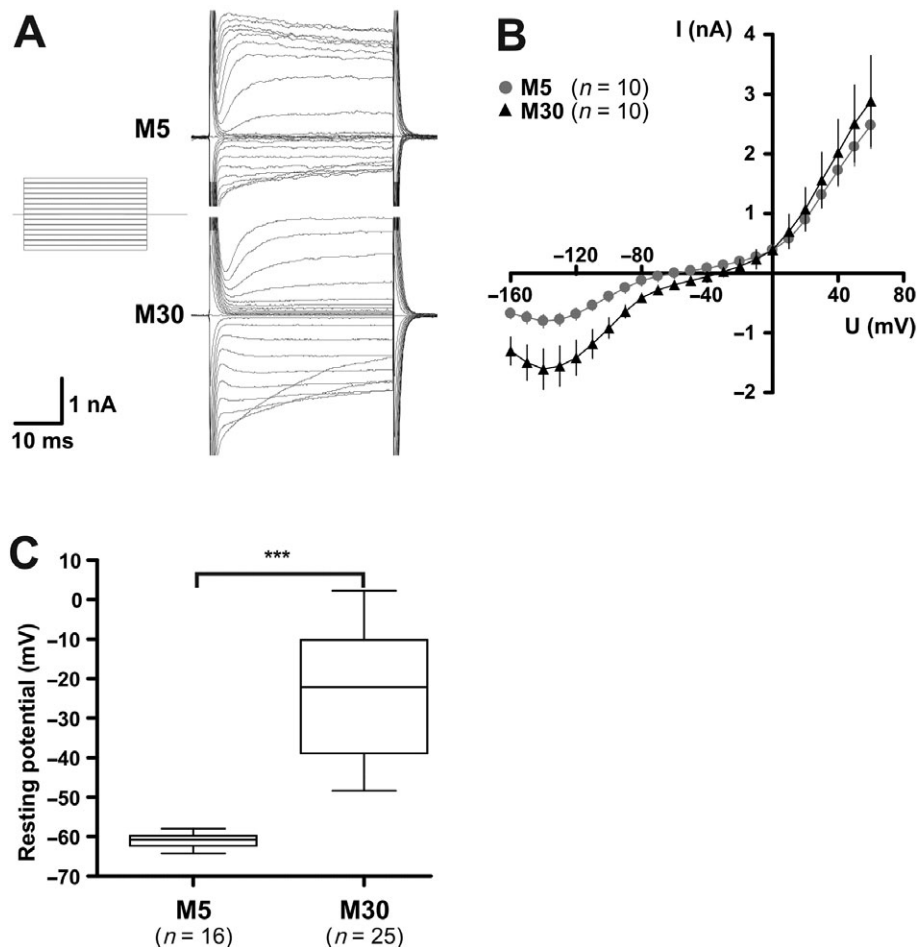 A
M5
M30
1 nA
10 ms
B
I (nA)
4
M5 (n = 10)
M30 (n = 10)
3
2
1
0
−120 −80
−160 −40 0 40 80
U (mV)
−1
−2
C
***
Resting potential (mV)
10
0
−10
−20
−30
−40
−50
−60
−70
M5 M30
(n = 16) (n = 25)